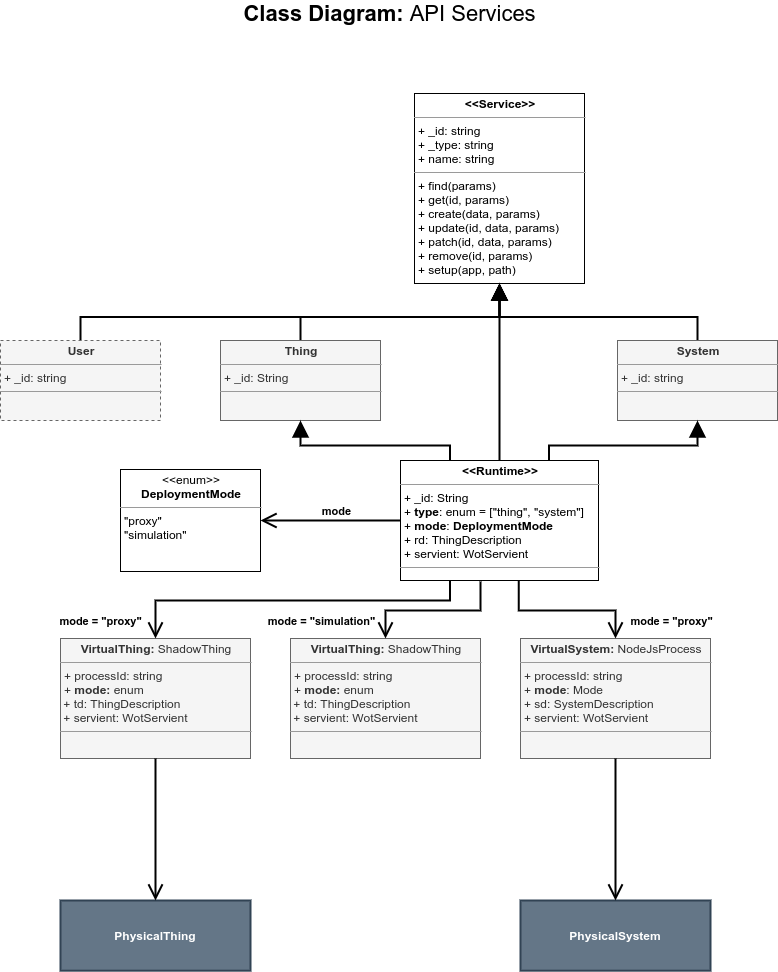 Class Diagram: API Services
<<Service>>
+ _id: string
+ _type: string
+ name: string
+ find(params)
+ get(id, params)
+ create(data, params)
+ update(id, data, params)
+ patch(id, data, params)
+ remove(id, params)
+ setup(app, path)
User
+ _id: string
Thing
+ _id: String
System
+ _id: string
<<enum>>
DeploymentMode
"proxy"
"simulation"
mode
<<Runtime>>
+ _id: String
+ type: enum = ["thing", "system"]
+ mode: DeploymentMode
+ rd: ThingDescription
+ servient: WotServient
mode = "proxy"
mode = "simulation"
mode = "proxy"
VirtualThing: ShadowThing
+ processId: string
+ mode: enum
+ td: ThingDescription
+ servient: WotServient
VirtualThing: ShadowThing
+ processId: string
+ mode: enum
+ td: ThingDescription
+ servient: WotServient
VirtualSystem: NodeJsProcess
+ processId: string
+ mode: Mode
+ sd: SystemDescription
+ servient: WotServient
PhysicalThing
PhysicalSystem